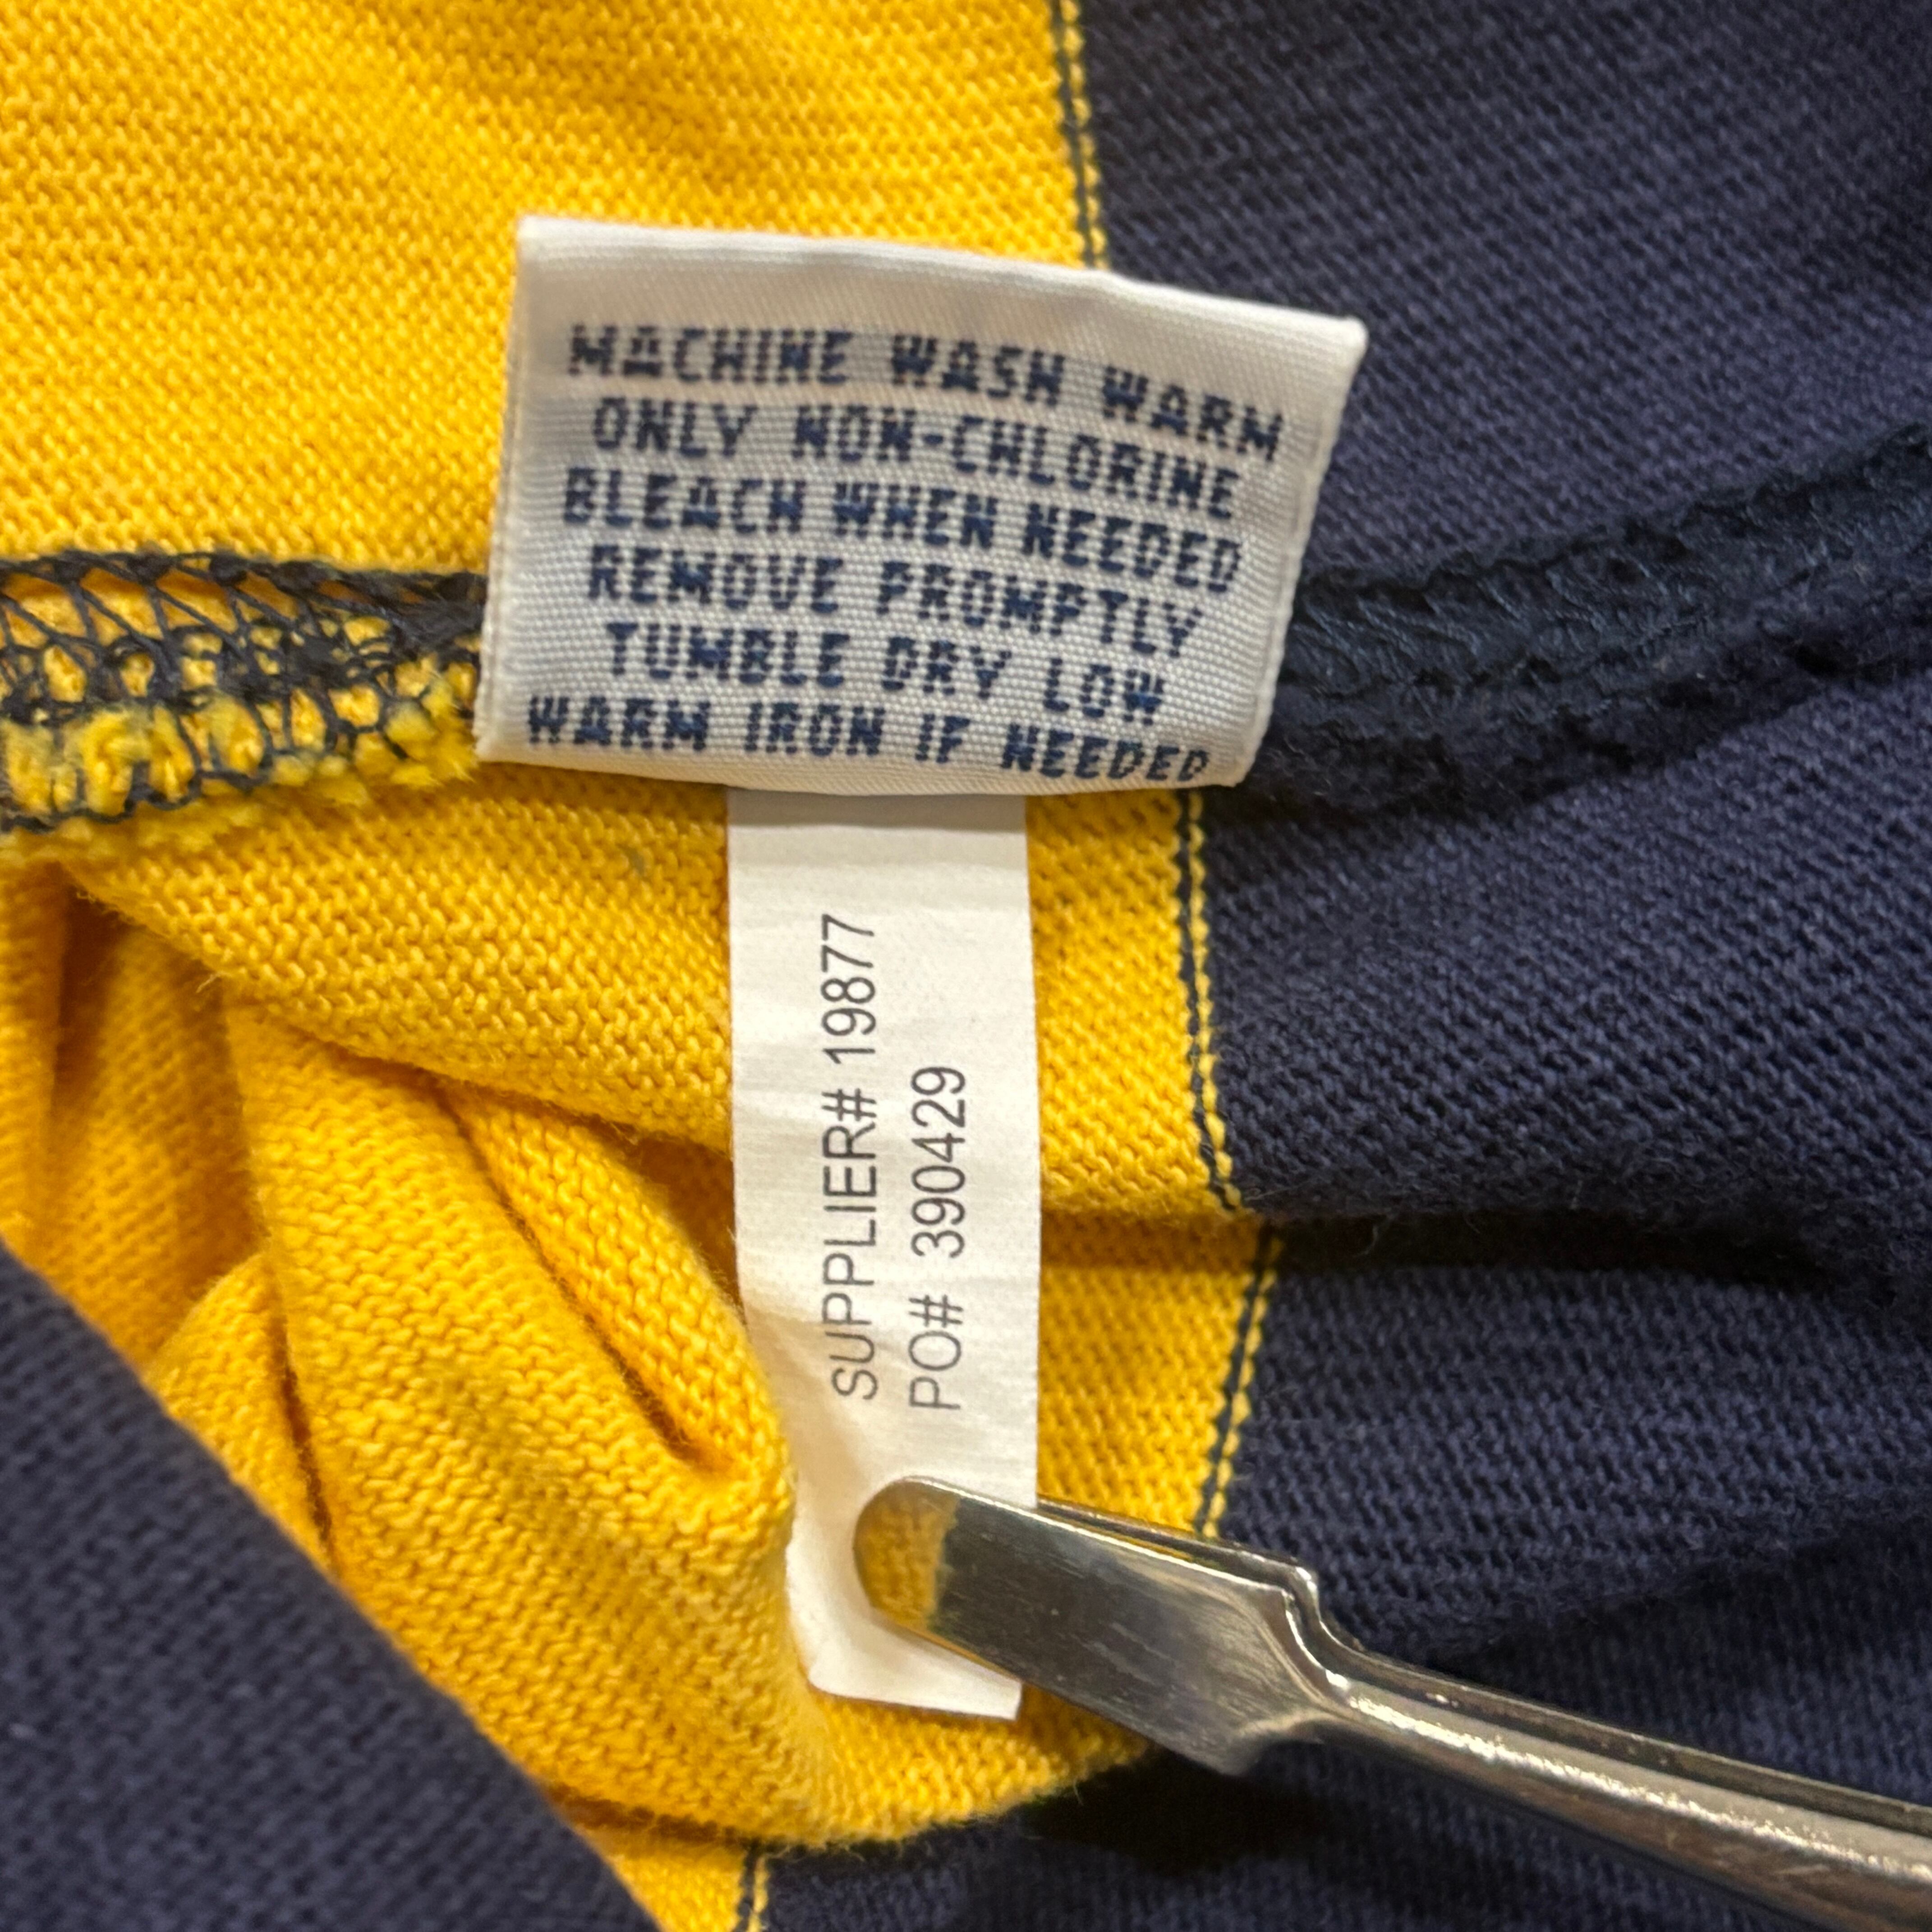 MACHINE WASH WARM
ONLY NON-CHLORINE
BLEACH WHEN NEEDED
REMOVE PROMPTLY
TUMBLE DRY LOW
WARM IRON IF NEEDED
SUPPLIER# 19877
PO# 390429